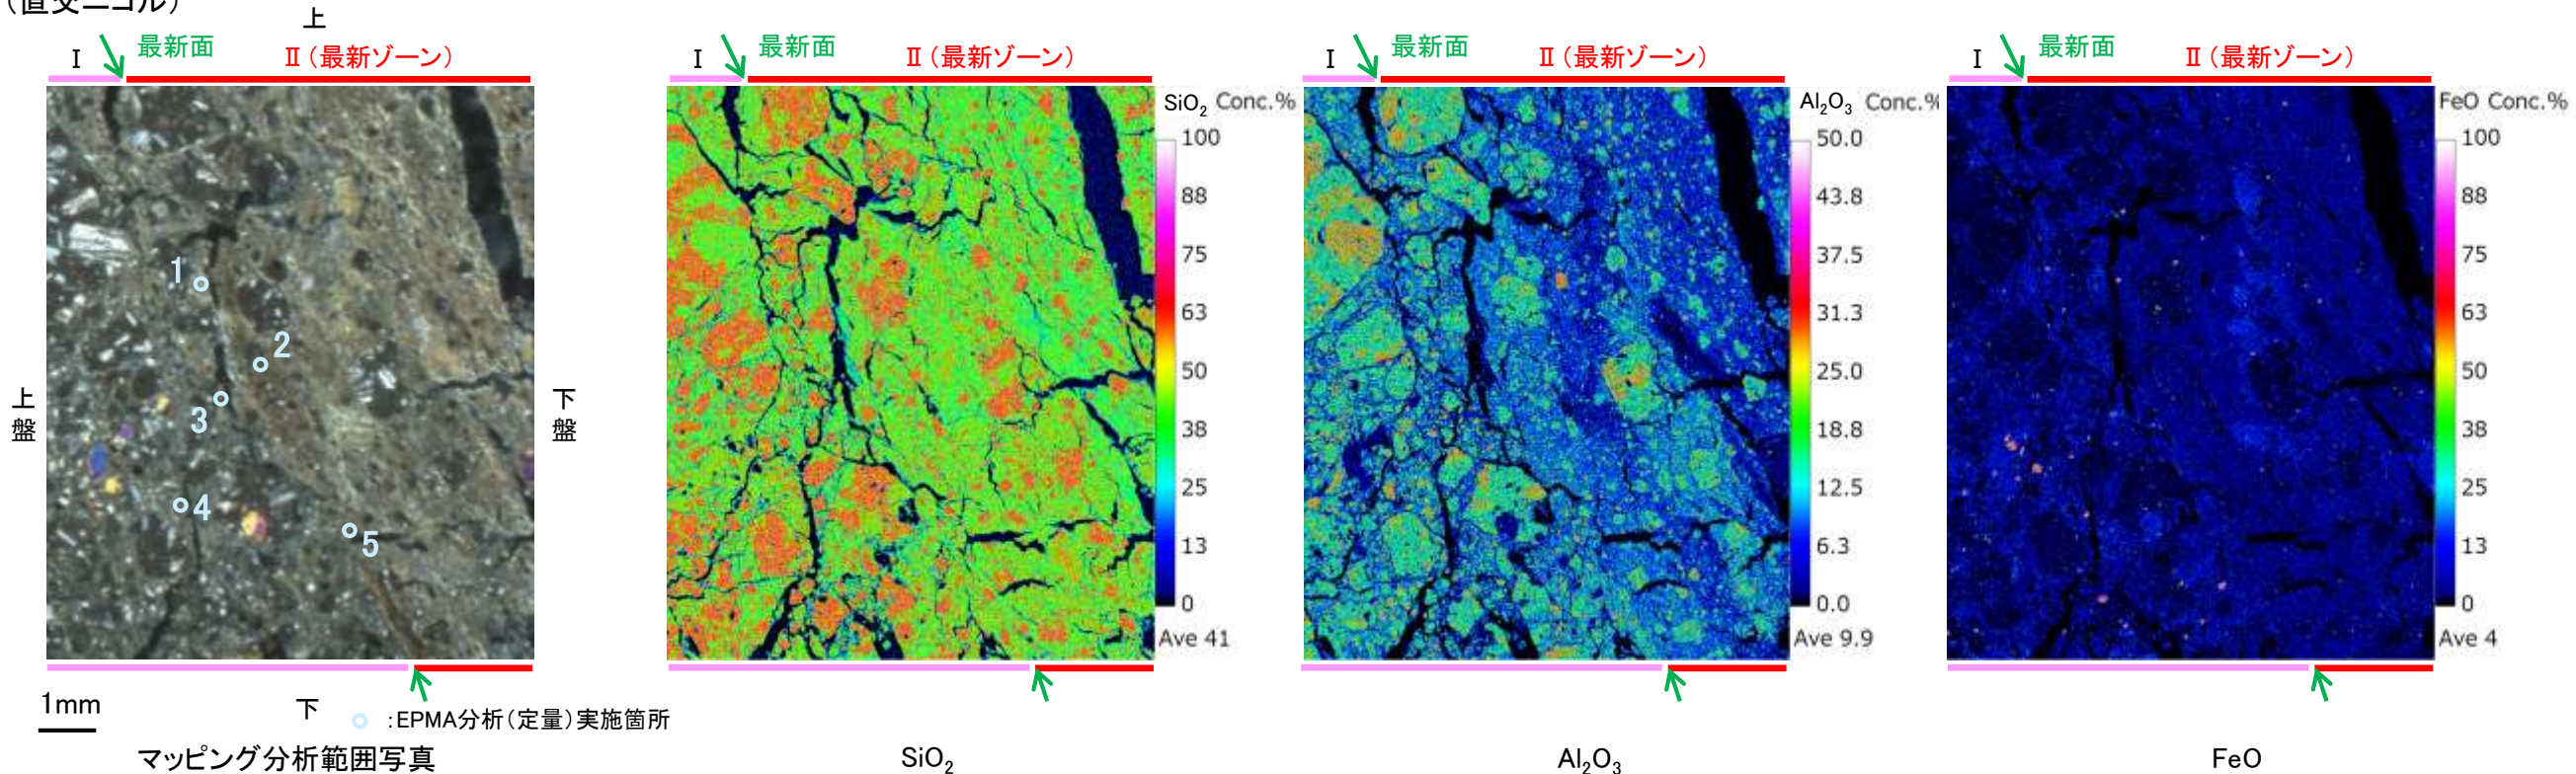 (直交ニコル)
上
Ⅰ
最新面
Ⅱ(最新ゾーン)
上盤
1
2
3
4
5
下盤
1mm
下
:EPMA分析(定量)実施箇所
マッピング分析範囲写真
Ⅰ
最新面
Ⅱ(最新ゾーン)
SiO₂ Conc.%
100
88
75
63
50
38
25
13
0
Ave 41
SiO₂
Ⅰ
最新面
Ⅱ(最新ゾーン)
Al₂O₃ Conc.%
50.0
43.8
37.5
31.3
25.0
18.8
12.5
6.3
0.0
Ave 9.9
Al₂O₃
Ⅰ
最新面
Ⅱ(最新ゾーン)
FeO Conc.%
100
88
75
63
50
38
25
13
0
Ave 4
FeO